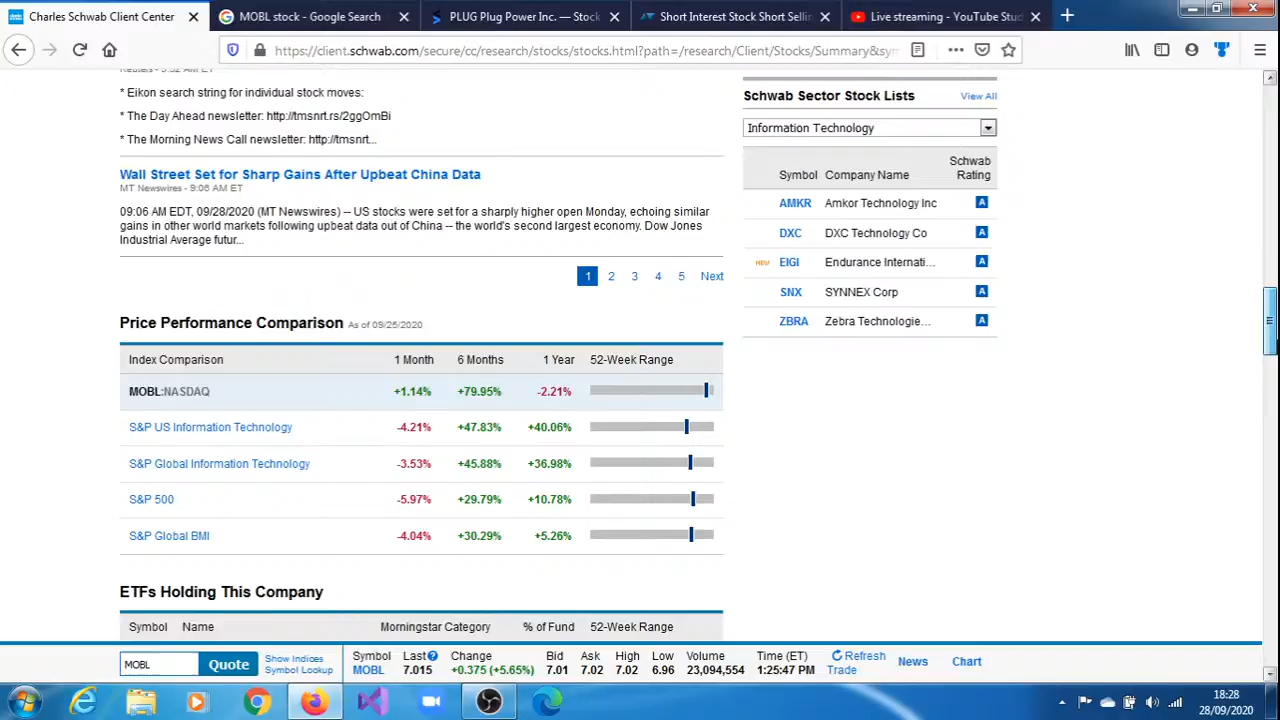 Charles Schwab Client Center
MOBL stock - Google Search
PLUG Plug Power Inc. — Stock
Short Interest Stock Short Sellin
Live streaming - YouTube Stud
https://client.schwab.com/secure/cc/research/stocks/stocks.html?path=/research/Client/Stocks/Summary&sy
* Eikon search string for individual stock moves:
* The Day Ahead newsletter: http://tmsnrt.rs/2ggOmBi
* The Morning News Call newsletter: http://tmsnrt...
Wall Street Set for Sharp Gains After Upbeat China Data
MT Newswires - 9:06 AM ET
09:06 AM EDT, 09/28/2020 (MT Newswires) -- US stocks were set for a sharply higher open Monday, echoing similar
gains in other world markets following upbeat data out of China -- the world's second largest economy. Dow Jones
Industrial Average futur...
1 2 3 4 5 Next
Price Performance Comparison As of 09/25/2020
Index Comparison 1 Month 6 Months 1 Year 52-Week Range
MOBL:NASDAQ +1.14% +79.95% -2.21%
S&P US Information Technology -4.21% +47.83% +40.06%
S&P Global Information Technology -3.53% +45.88% +36.98%
S&P 500 -5.97% +29.79% +10.78%
S&P Global BMI -4.04% +30.29% +5.26%
ETFs Holding This Company
Symbol Name Morningstar Category % of Fund 52-Week Range
Schwab Sector Stock Lists View All
Information Technology
Symbol Company Name Schwab Rating
AMKR Amkor Technology Inc A
DXC DXC Technology Co A
NEW EIGI Endurance Internati... A
SNX SYNNEX Corp A
ZBRA Zebra Technologie... A
MOBL Quote
Show Indices
Symbol Lookup
Symbol Last Change Bid Ask High Low Volume Time (ET) Refresh
MOBL 7.015 +0.375 (+5.65%) 7.01 7.02 7.02 6.96 23,094,554 1:25:47 PM Trade
News Chart
18:28
28/09/2020